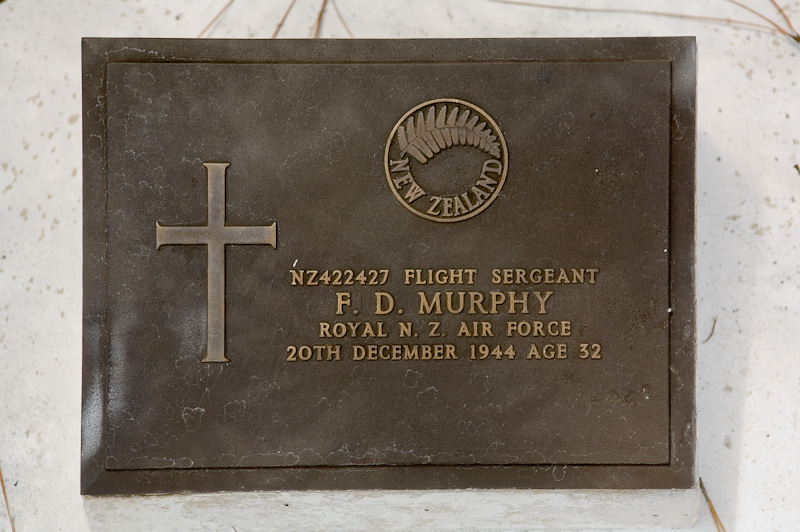 NEW ZEALAND
NZ422427 FLIGHT SERGEANT
F. D. MURPHY
ROYAL N. Z. AIR FORCE
20TH DECEMBER 1944 AGE 32